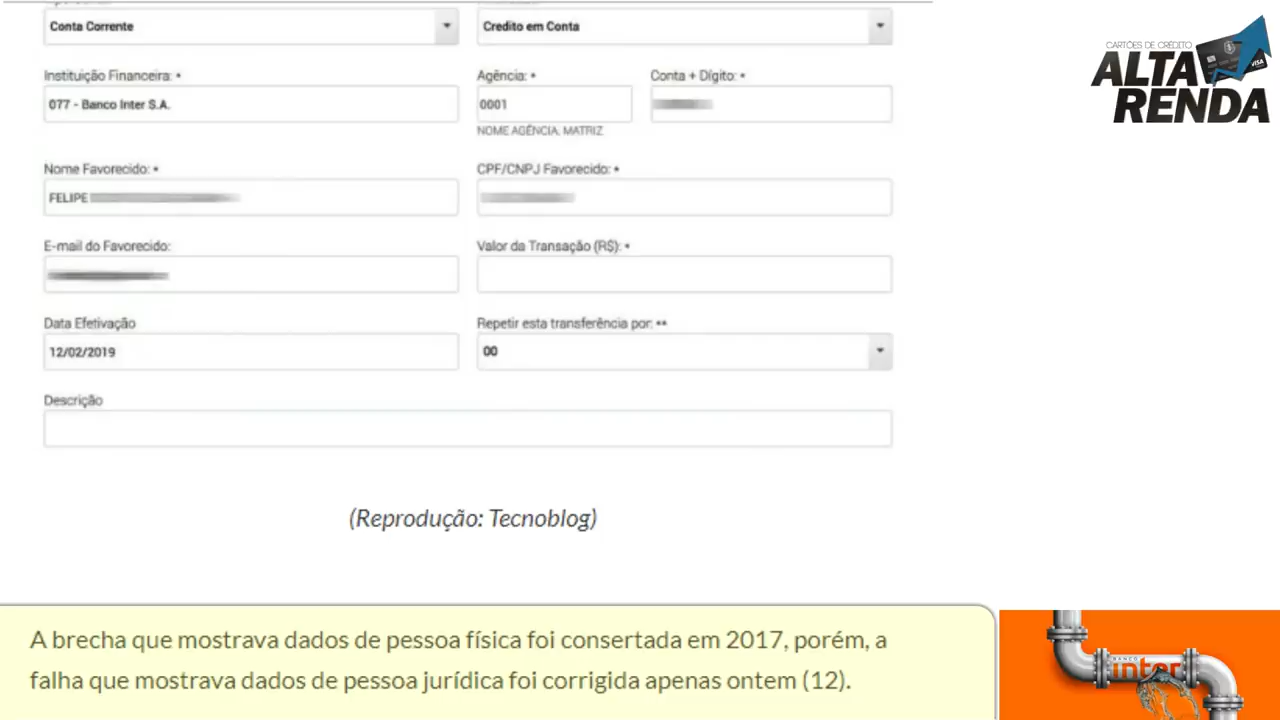 Conta Corrente
Credito em Conta
Instituição Financeira: *
Agência: *
Conta + Dígito: *
077 - Banco Inter S.A.
0001
NOME AGÊNCIA: MATRIZ
Nome Favorecido: *
CPF/CNPJ Favorecido: *
FELIPE
E-mail do Favorecido:
Valor da Transação (R$): *
Data Efetivação
Repetir esta transferência por: **
12/02/2019
00
Descrição
(Reprodução: Tecnoblog)
A brecha que mostrava dados de pessoa física foi consertada em 2017, porém, a
falha que mostrava dados de pessoa jurídica foi corrigida apenas ontem (12).
CARTÕES DE CRÉDITO
ALTA
RENDA
VISA
BANCO
inter